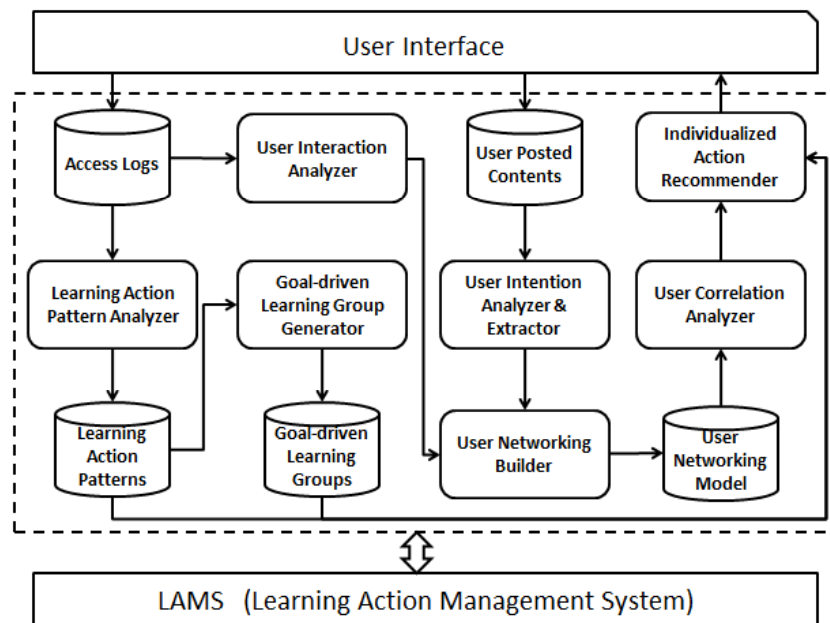 User Interface
Access Logs
User Interaction
Analyzer
User Posted
Contents
Individualized
Action
Recommender
Learning Action
Pattern Analyzer
Goal-driven
Learning Group
Generator
User Intention
Analyzer &
Extractor
User Correlation
Analyzer
Learning
Action
Patterns
Goal-driven
Learning
Groups
User Networking
Builder
User
Networking
Model
LAMS (Learning Action Management System)